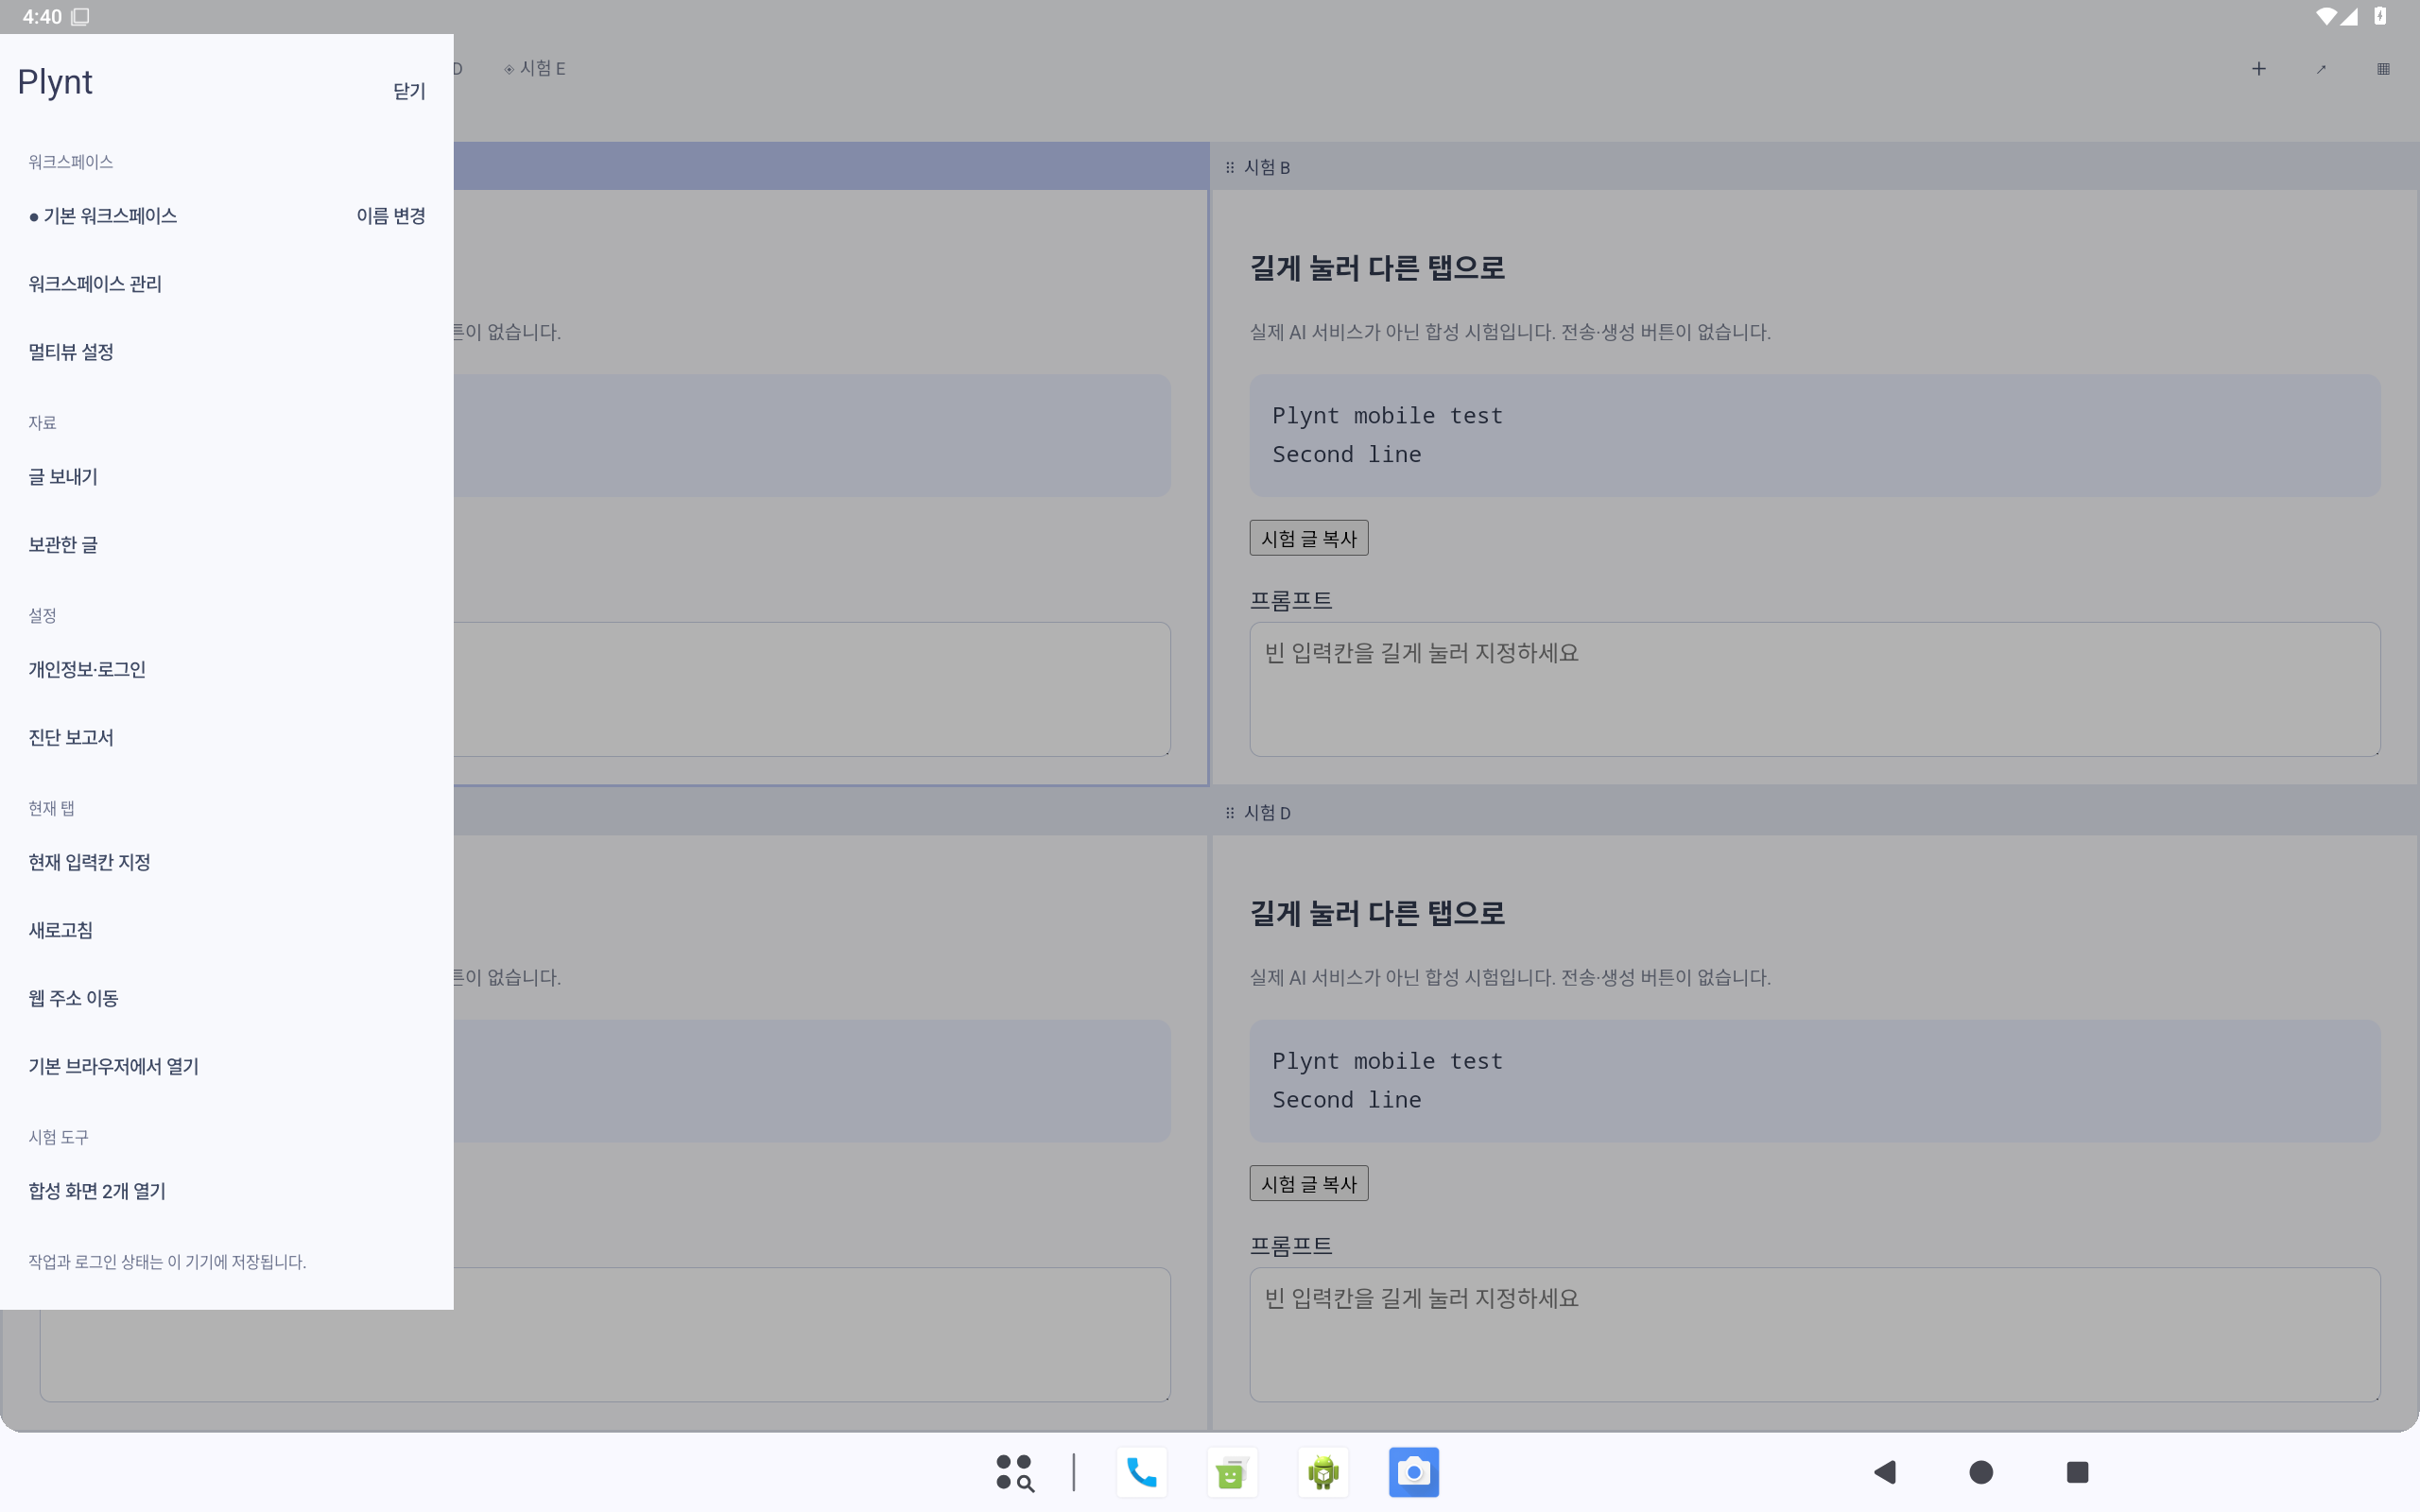 4:40
Plynt
닫기
워크스페이스
● 기본 워크스페이스
이름 변경
워크스페이스 관리
멀티뷰 설정
자료
글 보내기
보관한 글
설정
개인정보·로그인
진단 보고서
현재 탭
현재 입력칸 지정
새로고침
웹 주소 이동
기본 브라우저에서 열기
시험 도구
합성 화면 2개 열기
작업과 로그인 상태는 이 기기에 저장됩니다.
D
시험 E
이 없습니다.
이 없습니다.
시험 B
길게 눌러 다른 탭으로
실제 AI 서비스가 아닌 합성 시험입니다. 전송·생성 버튼이 없습니다.
Plynt mobile test
Second line
시험 글 복사
프롬프트
빈 입력칸을 길게 눌러 지정하세요
시험 D
길게 눌러 다른 탭으로
실제 AI 서비스가 아닌 합성 시험입니다. 전송·생성 버튼이 없습니다.
Plynt mobile test
Second line
시험 글 복사
프롬프트
빈 입력칸을 길게 눌러 지정하세요